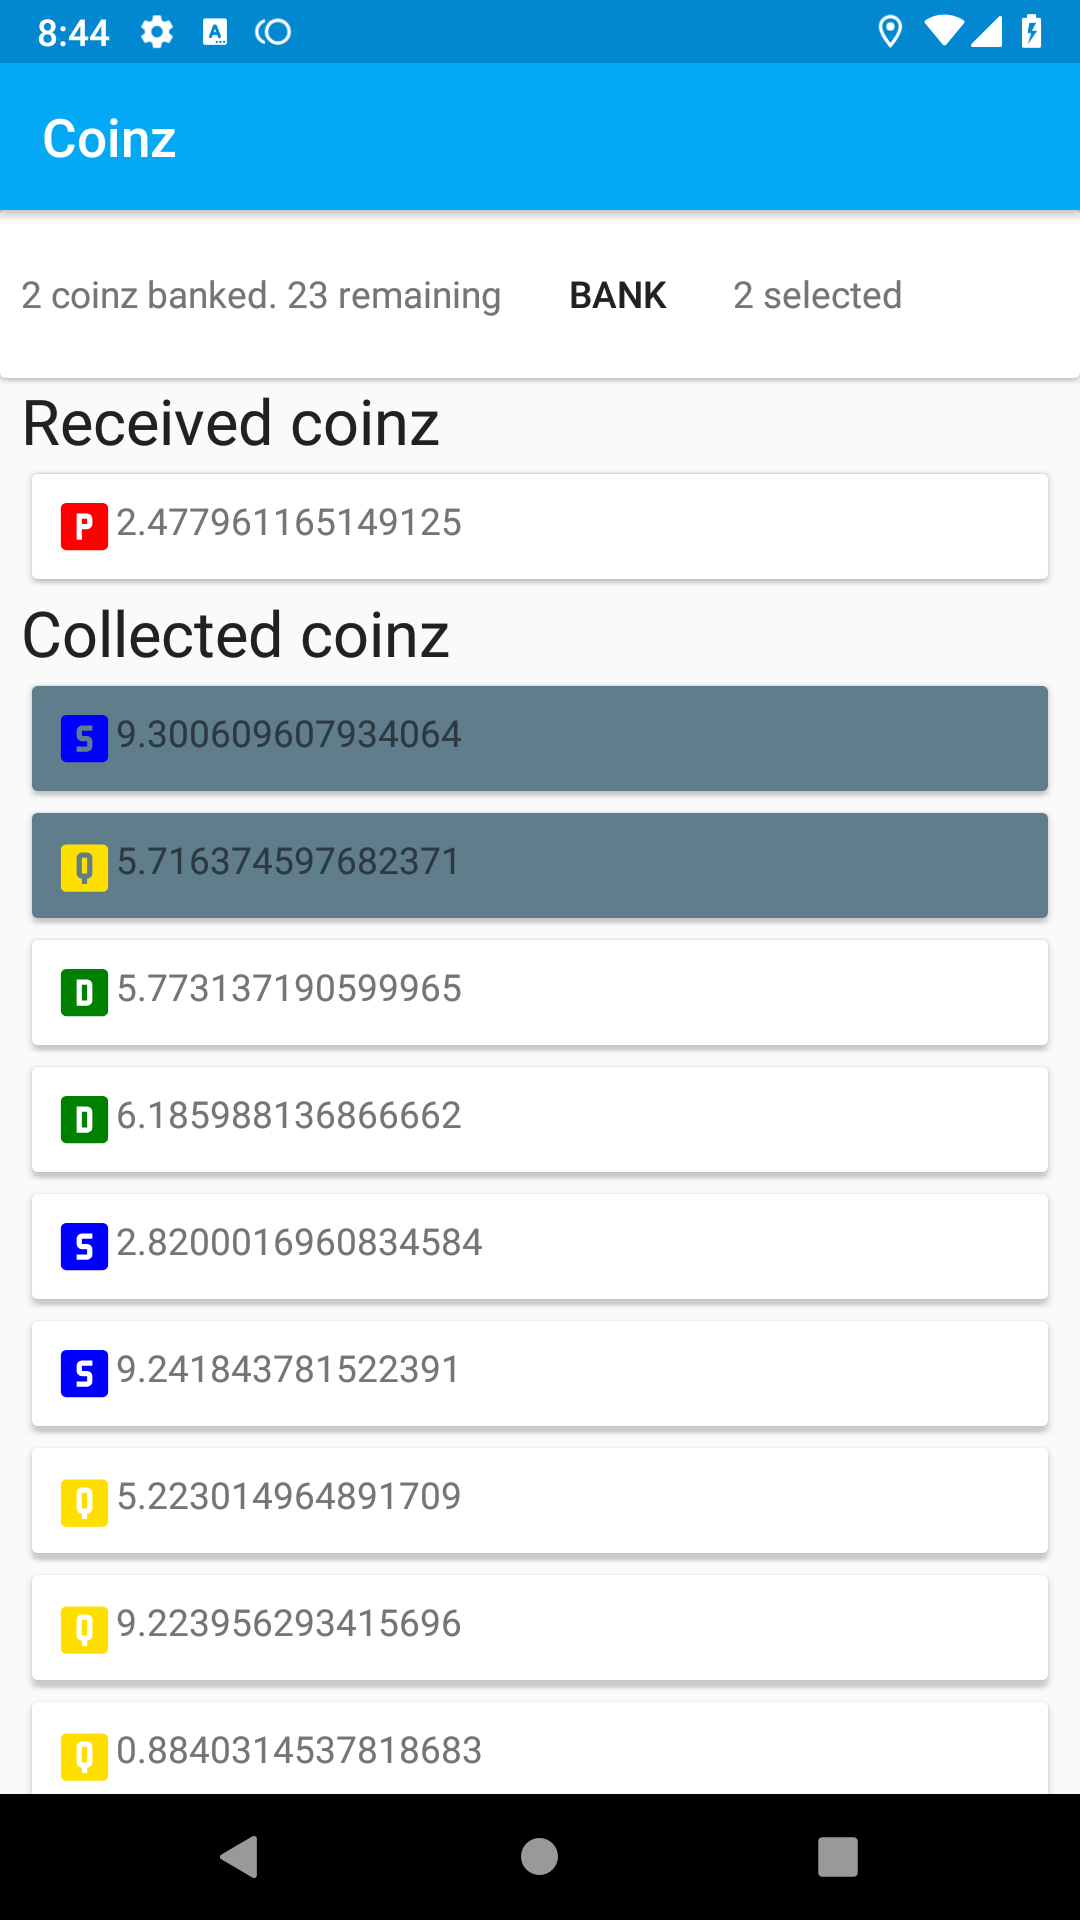 8:44
Coinz
2 coinz banked. 23 remaining BANK 2 selected
Received coinz
P 2.477961165149125
Collected coinz
S 9.300609607934064
Q 5.716374597682371
D 5.773137190599965
D 6.185988136866662
S 2.8200016960834584
S 9.241843781522391
Q 5.223014964891709
Q 9.223956293415696
Q 0.8840314537818683